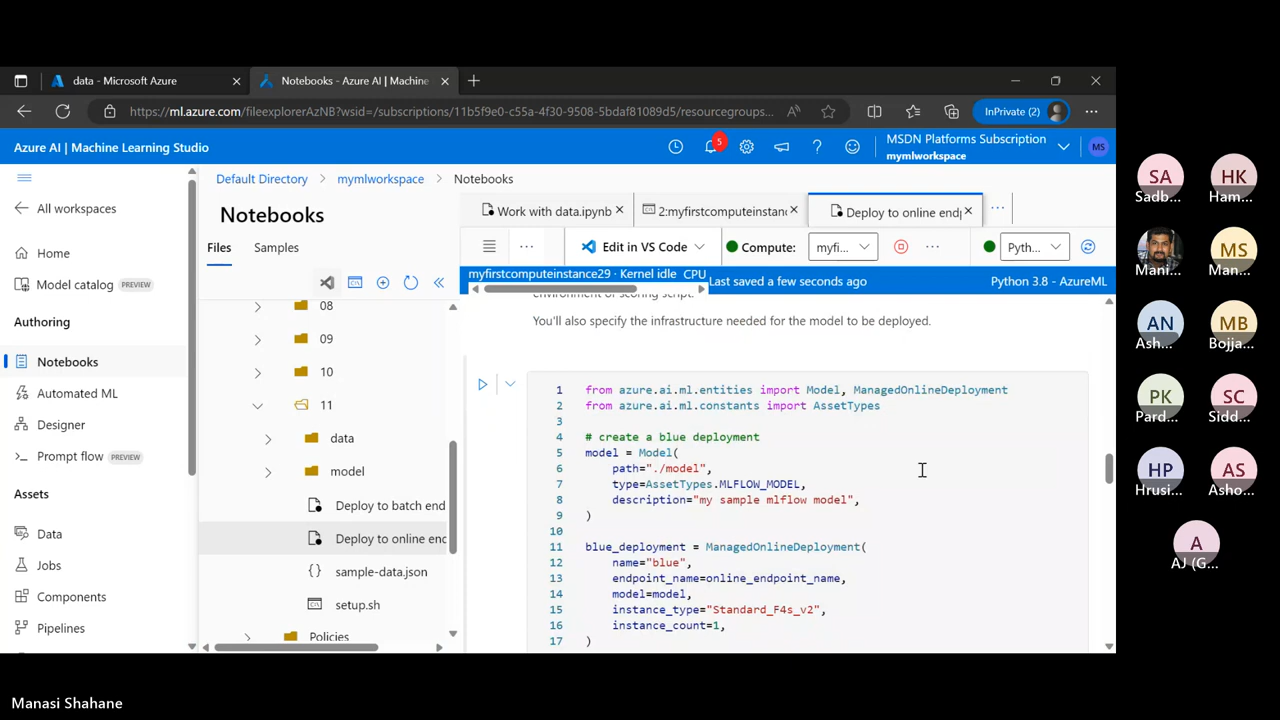 data - Microsoft Azure
Notebooks - Azure AI | Machine
https://ml.azure.com/fileexplorerAzNB?wsid=/subscriptions/11b5f9e0-c55a-4f30-9508-5bdaf81089d5/resourcegroups...
InPrivate (2)
Azure AI | Machine Learning Studio
5
MSDN Platforms Subscription
mymlworkspace
MS
All workspaces
Home
Model catalog PREVIEW
Authoring
Notebooks
Automated ML
Designer
Prompt flow PREVIEW
Assets
Data
Jobs
Components
Pipelines
Default Directory
mymlworkspace
Notebooks
Notebooks
Files
Samples
08
09
10
11
data
model
Deploy to batch end
Deploy to online end
sample-data.json
setup.sh
Policies
Work with data.ipynb
2:myfirstcomputeinstanc
Deploy to online endp
...
Edit in VS Code
Compute:
myfi...
Pyth...
myfirstcomputeinstance29 · Kernel idle CPU
Last saved a few seconds ago
Python 3.8 - AzureML
environment or scoring script.
You'll also specify the infrastructure needed for the model to be deployed.
1 from azure.ai.ml.entities import Model, ManagedOnlineDeployment
2 from azure.ai.ml.constants import AssetTypes
3
4 # create a blue deployment
5 model = Model(
6 path="./model",
7 type=AssetTypes.MLFLOW_MODEL,
8 description="my sample mlflow model",
9 )
10
11 blue_deployment = ManagedOnlineDeployment(
12 name="blue",
13 endpoint_name=online_endpoint_name,
14 model=model,
15 instance_type="Standard_F4s_v2",
16 instance_count=1,
17 )
SA
Sadb...
HK
Ham...
Mani...
MS
Man...
AN
Ash...
MB
Bojja...
PK
Pard...
SC
Sidd...
HP
Hrusi...
AS
Asho...
A
AJ (G...
Manasi Shahane